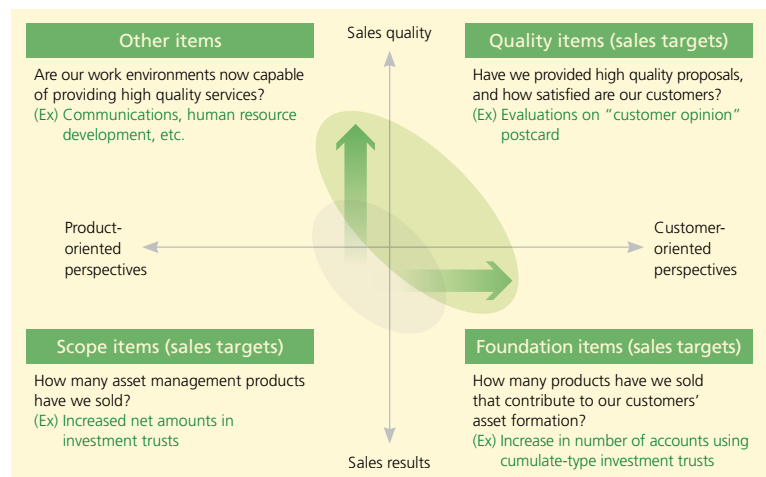 Sales quality
Other items
Are our work environments now capable
of providing high quality services?
(Ex) Communications, human resource
development, etc.
Quality items (sales targets)
Have we provided high quality proposals,
and how satisfied are our customers?
(Ex) Evaluations on “customer opinion“
postcard
Product-
oriented
perspectives
Customer-
oriented
perspectives
Scope items (sales targets)
How many asset management products
have we sold?
(Ex) Increased net amounts in
investment trusts
Foundation items (sales targets)
How many products have we sold
that contribute to our customers’
asset formation?
(Ex) Increase in number of accounts using
cumulate-type investment trusts
Sales results